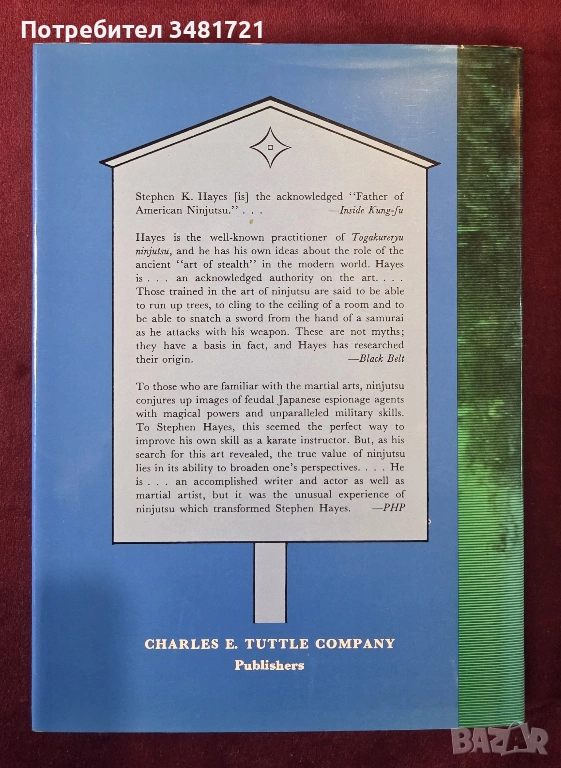 Потребител 3481721
Stephen K. Hayes [is] the acknowledged "Father of
American Ninjutsu." . . . —Inside Kung-fu
Hayes is the well-known practitioner of Togakureryu
ninjutsu, and he has his own ideas about the role of the
ancient "art of stealth" in the modern world. Hayes
is . . . an acknowledged authority on the art. . . .
Those trained in the art of ninjutsu are said to be able
to run up trees, to cling to the ceiling of a room and to
be able to snatch a sword from the hand of a samurai
as he attacks with his weapon. These are not myths;
they have a basis in fact, and Hayes has researched
their origin. —Black Belt
To those who are familiar with the martial arts, ninjutsu
conjures up images of feudal Japanese espionage agents
with magical powers and unparalleled military skills.
To Stephen Hayes, this seemed the perfect way to
improve his own skill as a karate instructor. But, as his
search for this art revealed, the true value of ninjutsu
lies in its ability to broaden one's perspectives. . . . He
is . . . an accomplished writer and actor as well as
martial artist, but it was the unusual experience of
ninjutsu which transformed Stephen Hayes. —PHP
CHARLES E. TUTTLE COMPANY
Publishers
BAZAR.BG